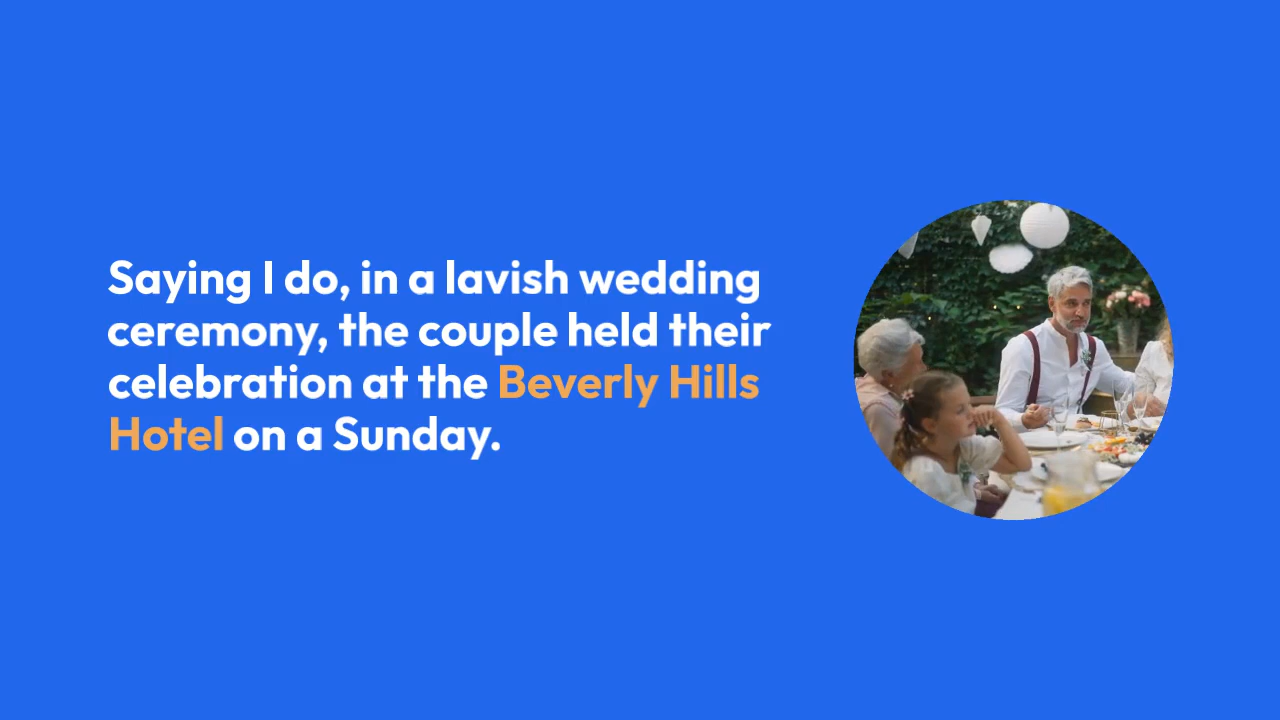 Saying I do, in a lavish wedding
ceremony, the couple held their
celebration at the Beverly Hills
Hotel on a Sunday.